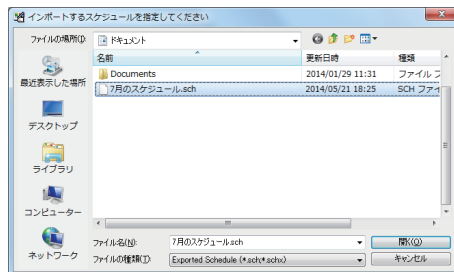 インポートするスケジュールを指定してください
ファイルの場所(I): ドキュメント
名前 更新日時 種類
Documents 2014/01/29 11:31 ファイル フ
7月のスケジュール.sch 2014/05/21 18:25 SCH ファイ
最近表示した場所
デスクトップ
ライブラリ
コンピューター
ネットワーク
ファイル名(N): 7月のスケジュール.sch 開く(O)
ファイルの種類(T): Exported Schedule (*.sch;*.schx) キャンセル